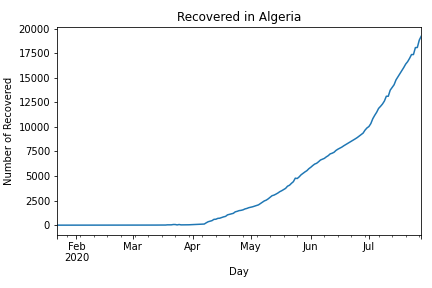 Recovered in Algeria
Number of Recovered
20000
17500
15000
12500
10000
7500
5000
2500
0
Feb
2020
Mar
Apr
May
Jun
Jul
Day